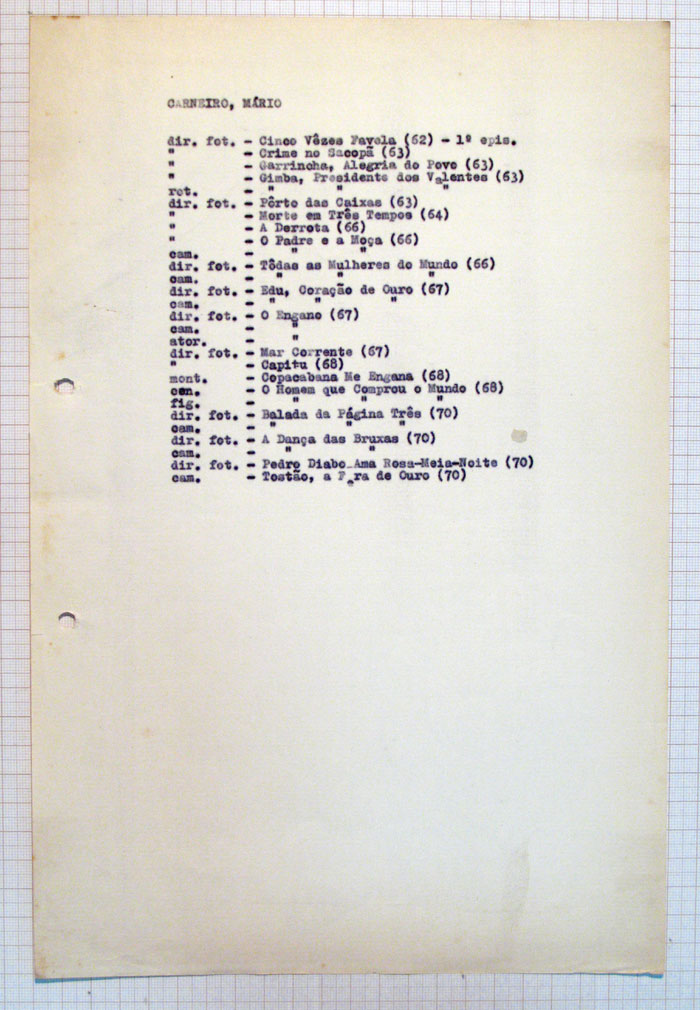 CARNEIRO, MÁRIO
dir. fot. - Cinco Vêzes Favela (62) - 1º epis.
" - Crime no Sacopã (63)
" - Garrincha, Alegria do Povo (63)
" - Gimba, Presidente dos Valentes (63)
rot. - " " "
dir. fot. - Pôrto das Caixas (63)
" - Morte em Três Tempos (64)
" - A Derrota (66)
" - O Padre e a Moça (66)
cam. - " "
dir. fot. - Tôdas as Mulheres do Mundo (66)
cam. - " " "
dir. fot. - Edu, Coração de Ouro (67)
cam. - " " "
dir. fot. - O Engano (67)
cam. - "
ator. - "
dir. fot. - Mar Corrente (67)
" - Capitu (68)
mont. - Copacabana Me Engana (68)
cen. - O Homem que Comprou o Mundo (68)
fig. - " " "
dir. fot. - Balada da Página Três (70)
cam. - " " "
dir. fot. - A Dança das Bruxas (70)
cam. - " "
dir. fot. - Pedro Diabo Ama Rosa-Meia-Noite (70)
cam. - Tostão, a Fera de Ouro (70)